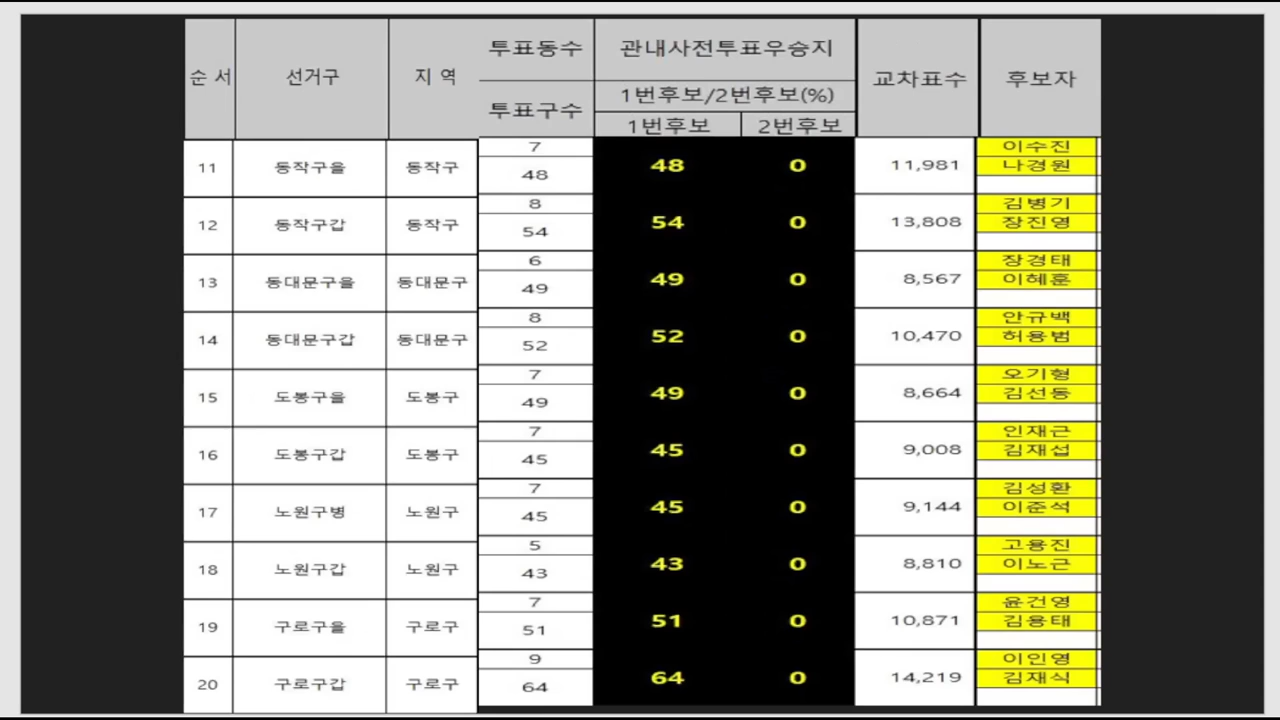 순 서 선거구 지 역 투표동수 관내사전투표우승지 교차표수 후보자
투표구수 1번후보/2번후보(%)
1번후보 2번후보
11 동작구을 동작구 7 48 48 0 11,981 이수진 나경원
12 동작구갑 동작구 8 54 54 0 13,808 김병기 장진영
13 동대문구을 동대문구 6 49 49 0 8,567 장경태 이혜훈
14 동대문구갑 동대문구 8 52 52 0 10,470 안규백 허용범
15 도봉구을 도봉구 7 49 49 0 8,664 오기형 김선동
16 도봉구갑 도봉구 7 45 45 0 9,008 인재근 김재섭
17 노원구병 노원구 7 45 45 0 9,144 김성환 이준석
18 노원구갑 노원구 5 43 43 0 8,810 고용진 이노근
19 구로구을 구로구 7 51 51 0 10,871 윤건영 김용태
20 구로구갑 구로구 9 64 64 0 14,219 이인영 김재식